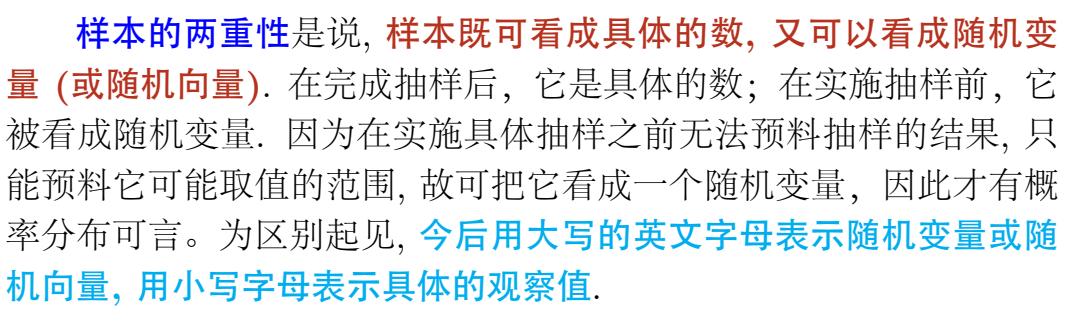 样本的两重性是说, 样本既可看成具体的数, 又可以看成随机变
量 (或随机向量). 在完成抽样后，它是具体的数；在实施抽样前，它
被看成随机变量. 因为在实施具体抽样之前无法预料抽样的结果, 只
能预料它可能取值的范围, 故可把它看成一个随机变量，因此才有概
率分布可言。为区别起见, 今后用大写的英文字母表示随机变量或随
机向量, 用小写字母表示具体的观察值.